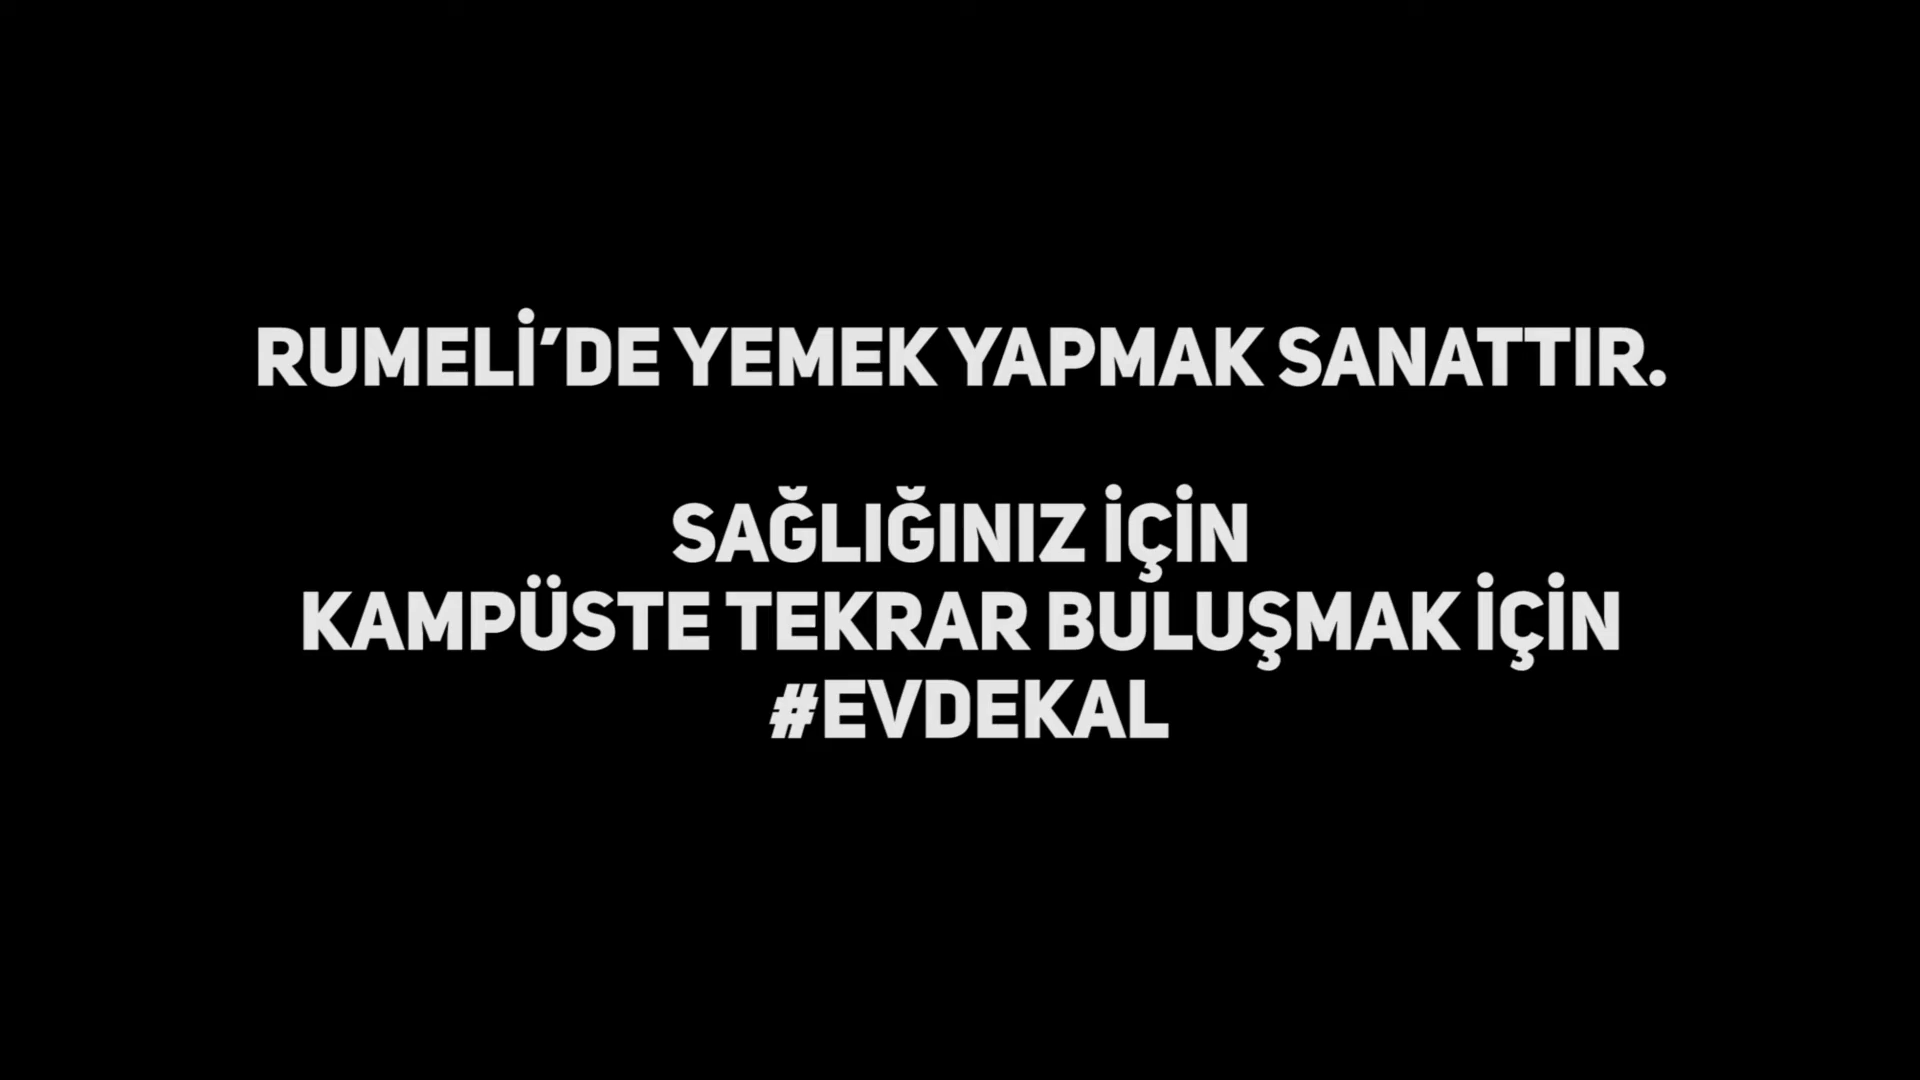 RUMELİ’DE YEMEK YAPMAK SANATTIR.
SAĞLIĞINIZ İÇİN
KAMPÜSTE TEKRAR BULUŞMAK İÇİN
#EVDEKAL